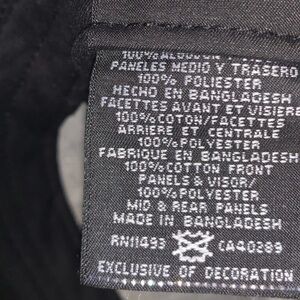 100% ALGODON
PANELES MEDIO Y TRASERO
100% POLIESTER
HECHO EN BANGLADESH
FACETTES AVANT ET VISIERE
100% COTON/FACETTES
ARRIERE ET CENTRALE
100% POLYESTER
FABRIQUE EN BANGLADESH
100% COTTON FRONT
PANELS & VISOR/
100% POLYESTER
MID & REAR PANELS
MADE IN BANGLADESH
RN11493 CA40289
EXCLUSIVE OF DECORATION